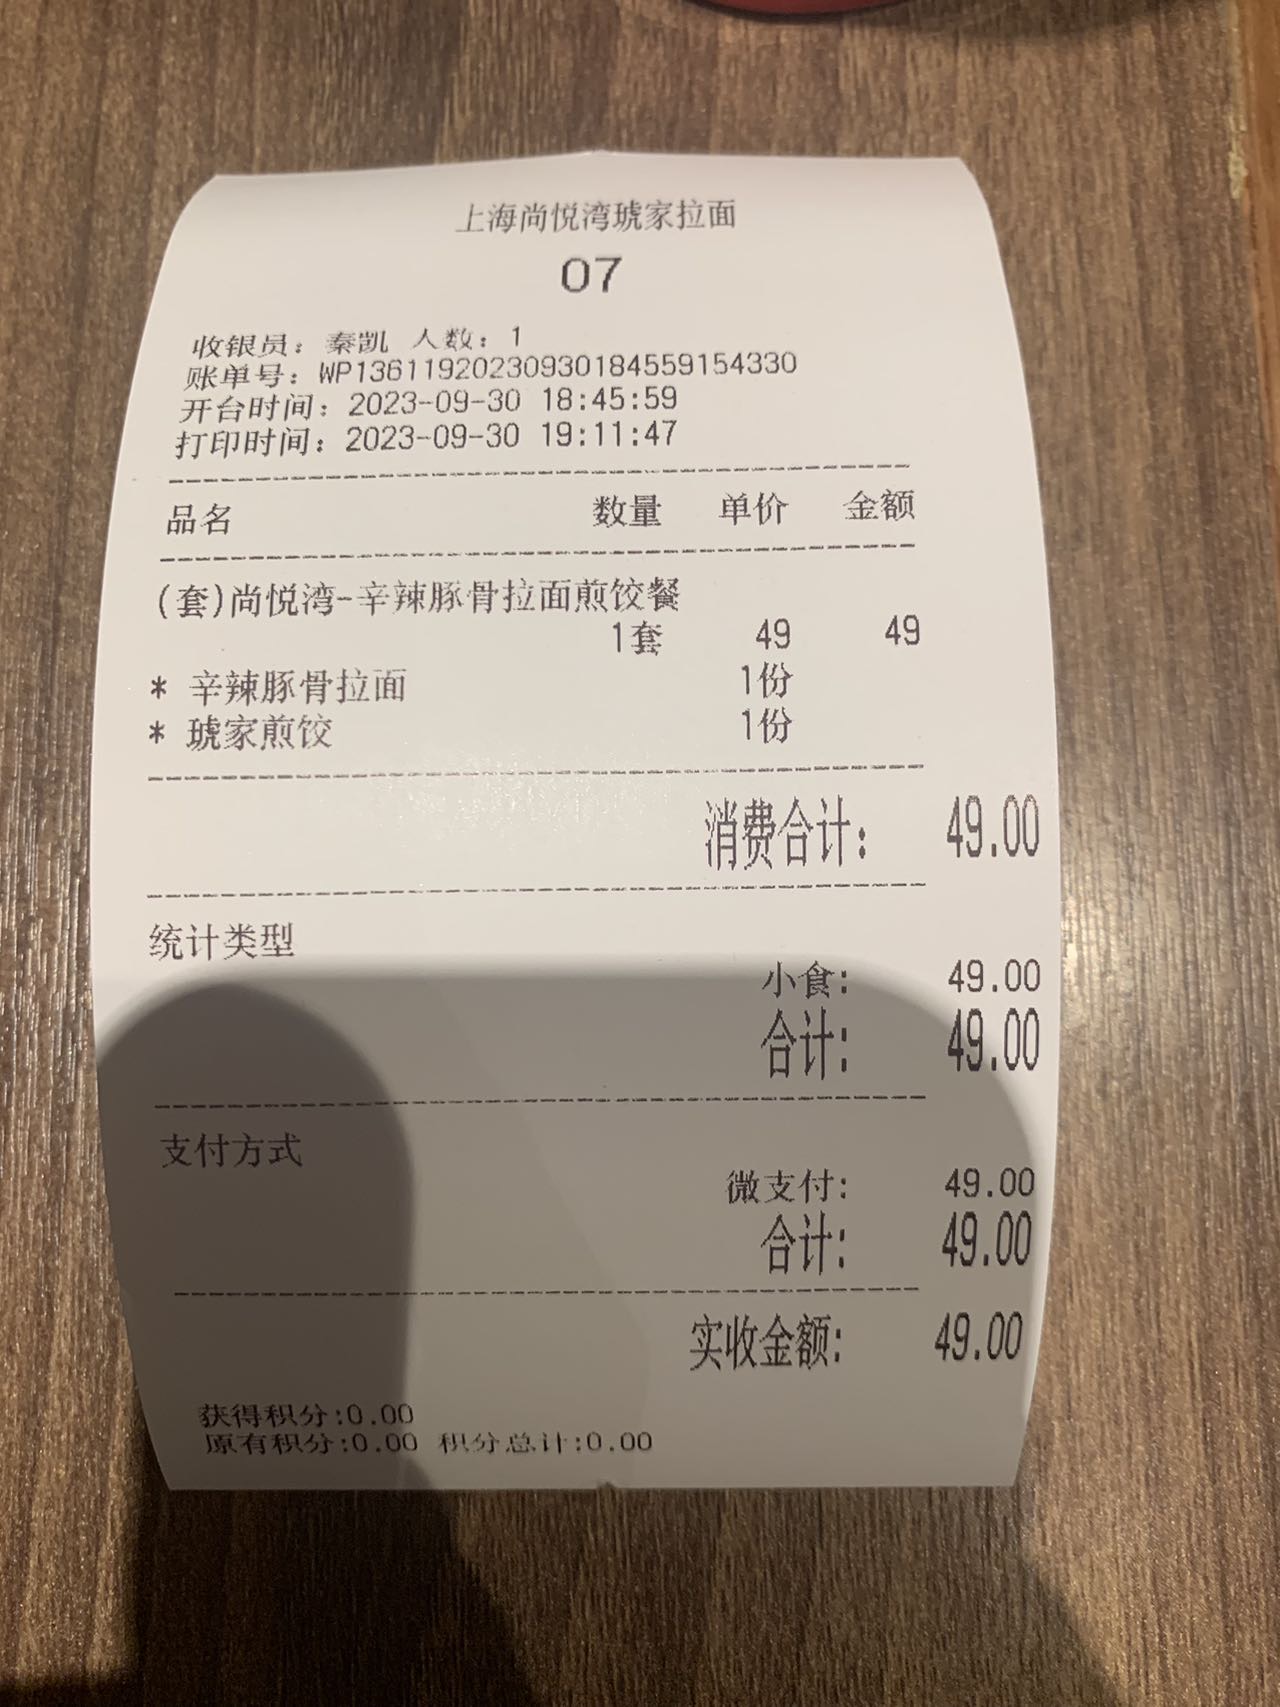 上海尚悦湾琥家拉面
07
收银员: 秦凯 人数: 1
账单号: WP13611920230930184559154330
开台时间: 2023-09-30 18:45:59
打印时间: 2023-09-30 19:11:47
品名 数量 单价 金额
(套)尚悦湾-辛辣豚骨拉面煎饺餐
1套 49 49
* 辛辣豚骨拉面 1份
* 琥家煎饺 1份
消费合计: 49.00
统计类型
小食: 49.00
合计: 49.00
支付方式
微支付: 49.00
合计: 49.00
实收金额: 49.00
获得积分:0.00
原有积分:0.00 积分总计:0.00